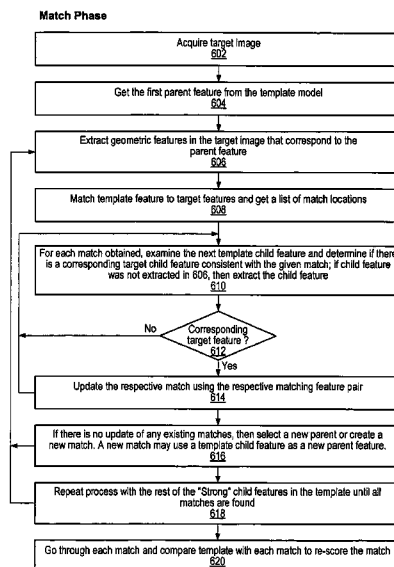 Match Phase
Acquire target image
602
Get the first parent feature from the template model
604
Extract geometric features in the target image that correspond to the
parent feature
606
Match template feature to target features and get a list of match locations
608
For each match obtained, examine the next template child feature and determine if there
is a corresponding target child feature consistent with the given match; if child feature
was not extracted in 606, then extract the child feature
610
No
Corresponding
target feature ?
612
Yes
Update the respective match using the respective matching feature pair
614
If there is no update of any existing matches, then select a new parent or create a
new match. A new match may use a template child feature as a new parent feature.
616
Repeat process with the rest of the "Strong" child features in the template until all
matches are found
618
Go through each match and compare template with each match to re-score the match
620